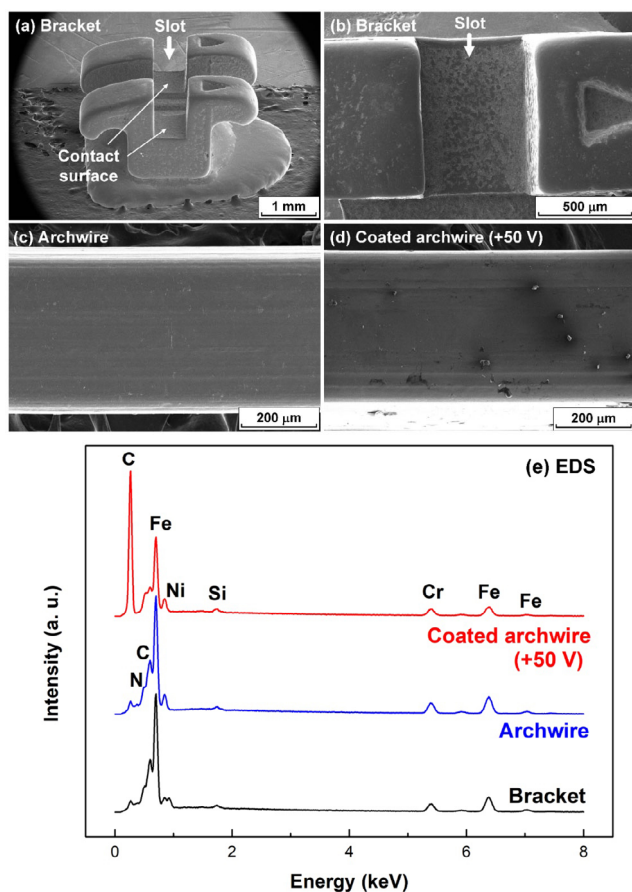 (a) Bracket
Slot
Contact
surface
1 mm
(b) Bracket
Slot
500 μm
(c) Archwire
200 μm
(d) Coated archwire (+50 V)
200 μm
(e) EDS
C
Fe
Ni
Si
Cr
Fe
Fe
Coated archwire
(+50 V)
C
N
Archwire
Bracket
Intensity (a. u.)
0
2
4
6
8
Energy (keV)